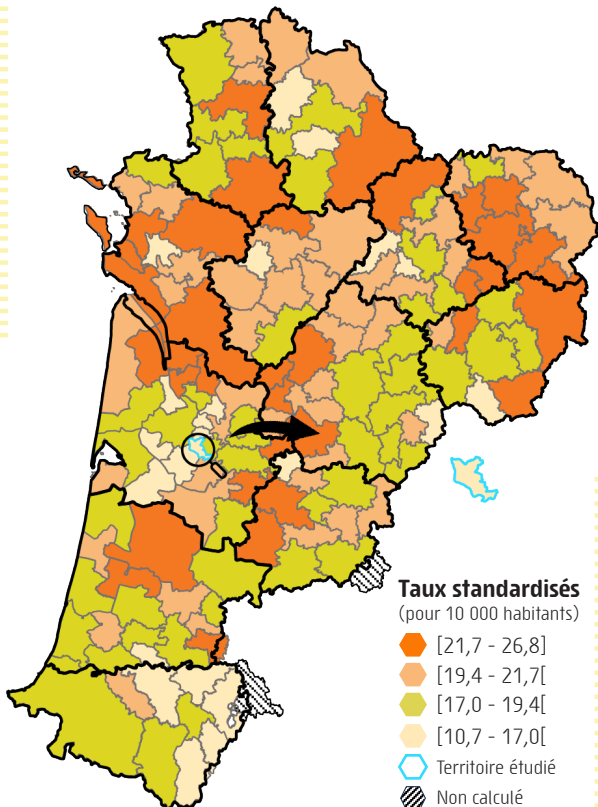 Taux standardisés
(pour 10 000 habitants)
[21,7 - 26,8]
[19,4 - 21,7[
[17,0 - 19,4[
[10,7 - 17,0[
Territoire étudié
Non calculé